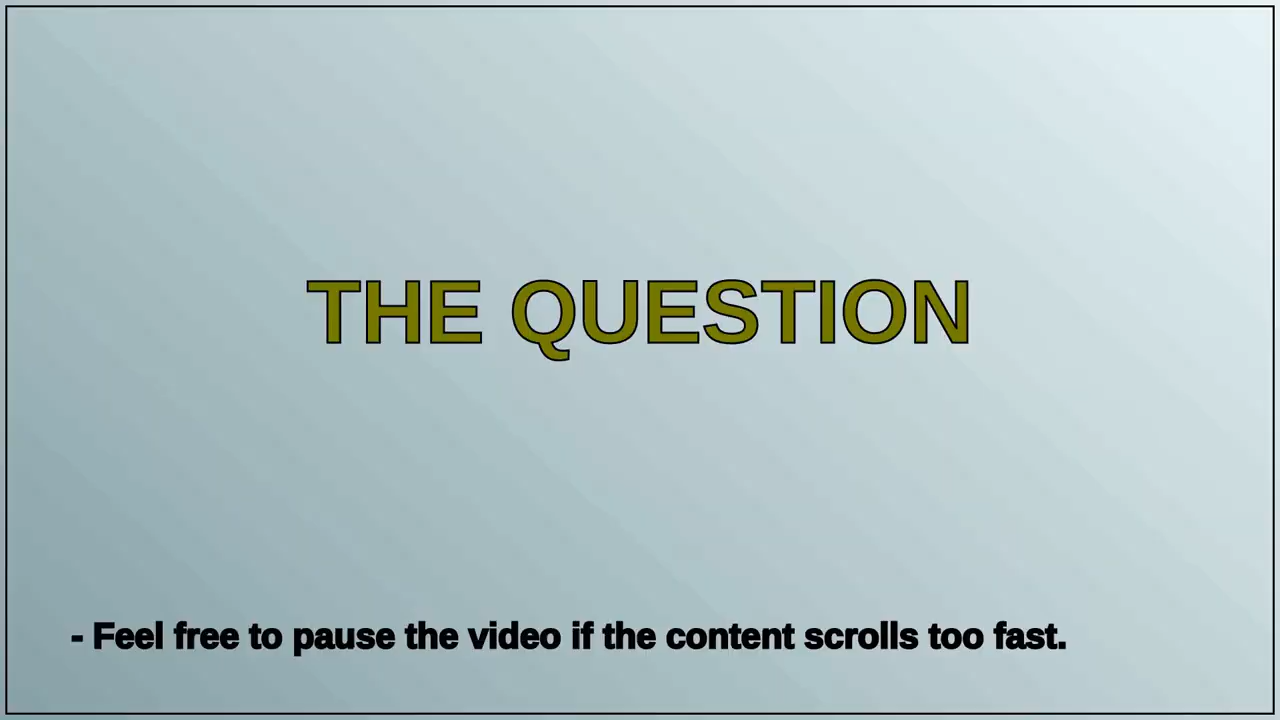 THE QUESTION
- Feel free to pause the video if the content scrolls too fast.